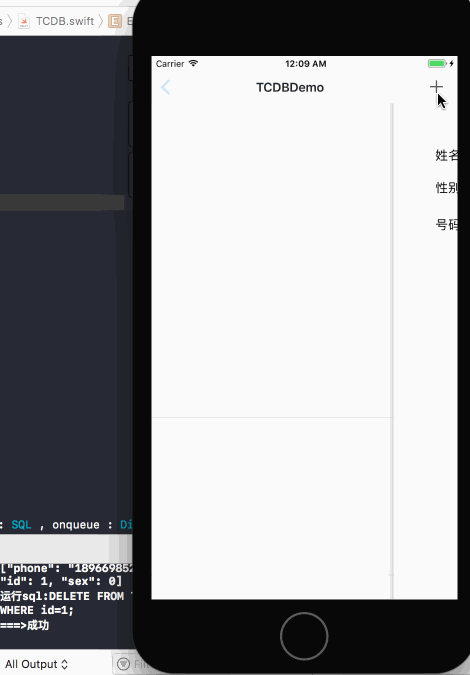 TCDB.swift
E
Carrier 12:09 AM
TCDBDemo
姓名
性别
号码
: SQL , onqueue : Di
["phone": "189669852
"id": 1, "sex": 0]
运行sql:DELETE FROM
WHERE id=1;
===>成功
All Output